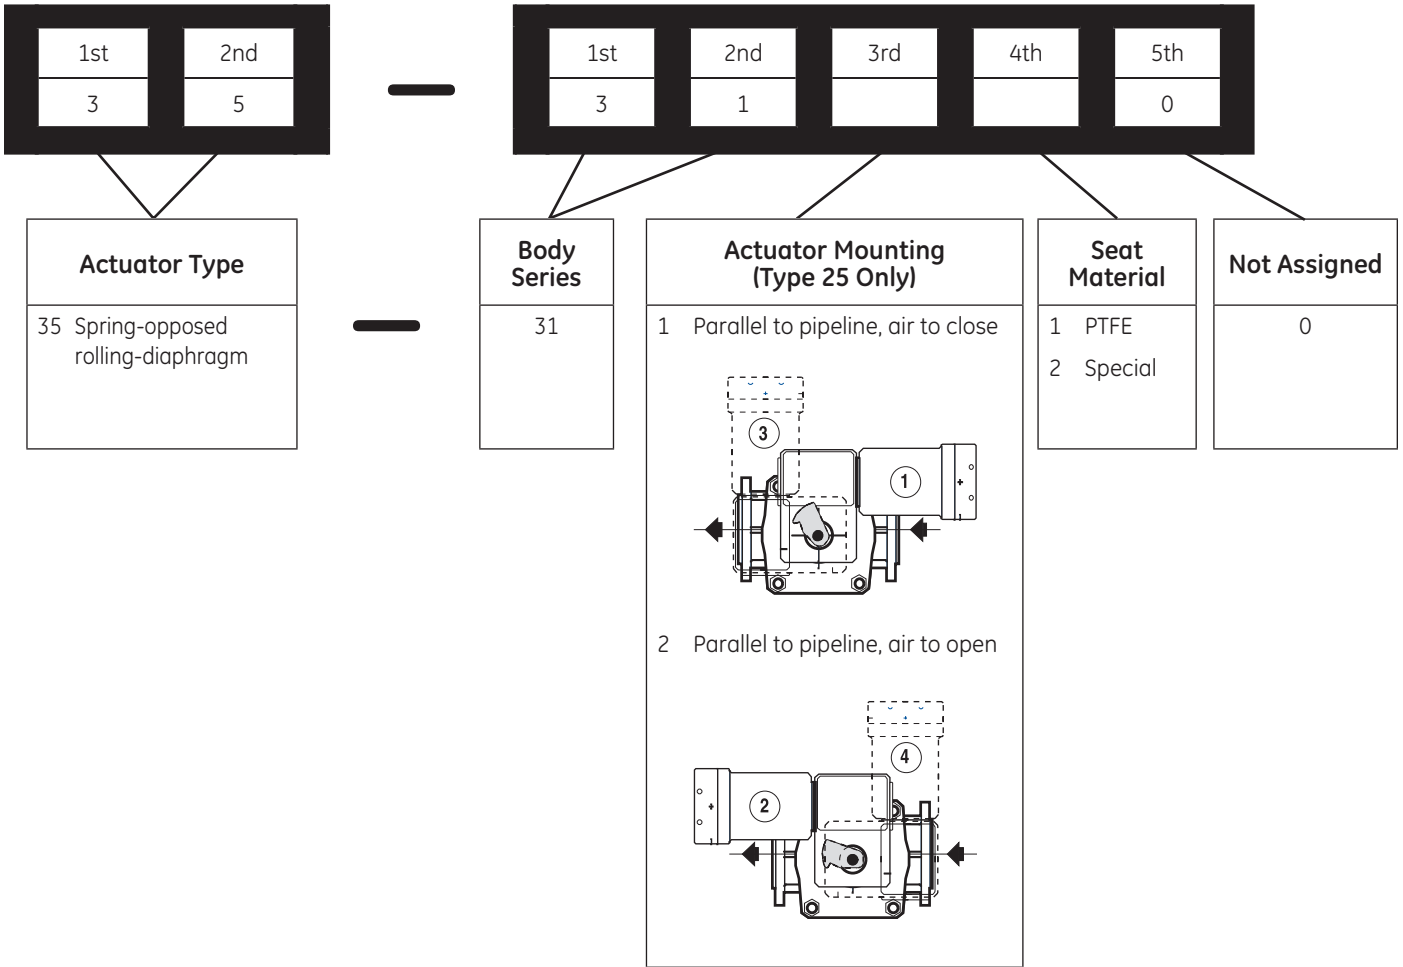 1st 2nd 1st 2nd 3rd 4th 5th
3 5 3 1 0
Actuator Type
35 Spring-opposed
rolling-diaphragm
Body
Series
31
Actuator Mounting
(Type 25 Only)
1 Parallel to pipeline, air to close
3
1
2 Parallel to pipeline, air to open
4
2
Seat
Material
1 PTFE
2 Special
Not Assigned
0